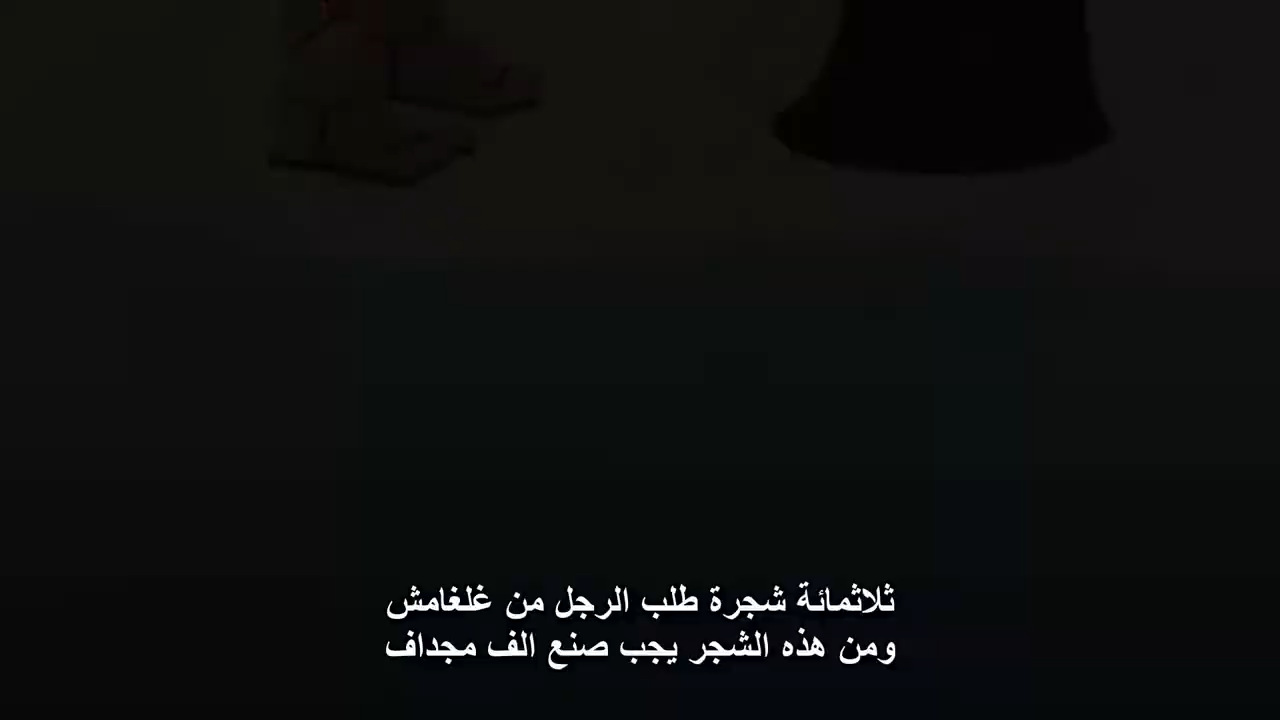 ثلاثمائة شجرة طلب الرجل من غلغامش
ومن هذه الشجر يجب صنع الف مجداف